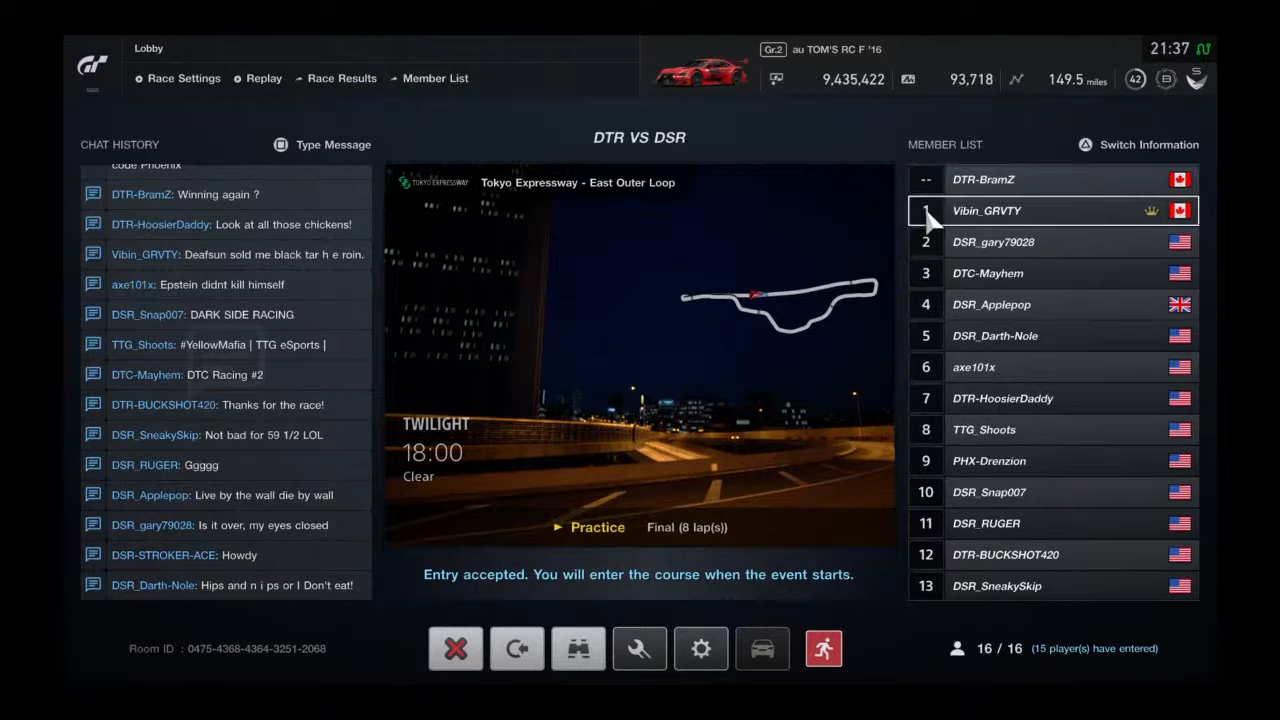 Lobby
Gr.2 au TOM'S RC F '16
21:37
Race Settings Replay Race Results Member List
9,435,422 93,718 149.5 miles 42 B S
CHAT HISTORY Type Message
DTR VS DSR
MEMBER LIST Switch Information
code Phoenix
DTR-BramZ: Winning again ?
DTR-HoosierDaddy: Look at all those chickens!
Vibin_GRVTY: Deafsun sold me black tar h e roin.
axe101x: Epstein didnt kill himself
DSR_Snap007: DARK SIDE RACING
TTG_Shoots: #YellowMafia | TTG eSports |
DTC-Mayhem: DTC Racing #2
DTR-BUCKSHOT420: Thanks for the race!
DSR_SneakySkip: Not bad for 59 1/2 LOL
DSR_RUGER: Ggggg
DSR_Applepop: Live by the wall die by wall
DSR_gary79028: Is it over, my eyes closed
DSR-STROKER-ACE: Howdy
DSR_Darth-Nole: Hips and n i ps or I Don't eat!
TOKYO EXPRESSWAY Tokyo Expressway - East Outer Loop
TWILIGHT
18:00
Clear
Practice Final (8 lap(s))
Entry accepted. You will enter the course when the event starts.
-- DTR-BramZ
1 Vibin_GRVTY
2 DSR_gary79028
3 DTC-Mayhem
4 DSR_Applepop
5 DSR_Darth-Nole
6 axe101x
7 DTR-HoosierDaddy
8 TTG_Shoots
9 PHX-Drenzion
10 DSR_Snap007
11 DSR_RUGER
12 DTR-BUCKSHOT420
13 DSR_SneakySkip
Room ID : 0475-4368-4364-3251-2068
16 / 16 (15 player(s) have entered)